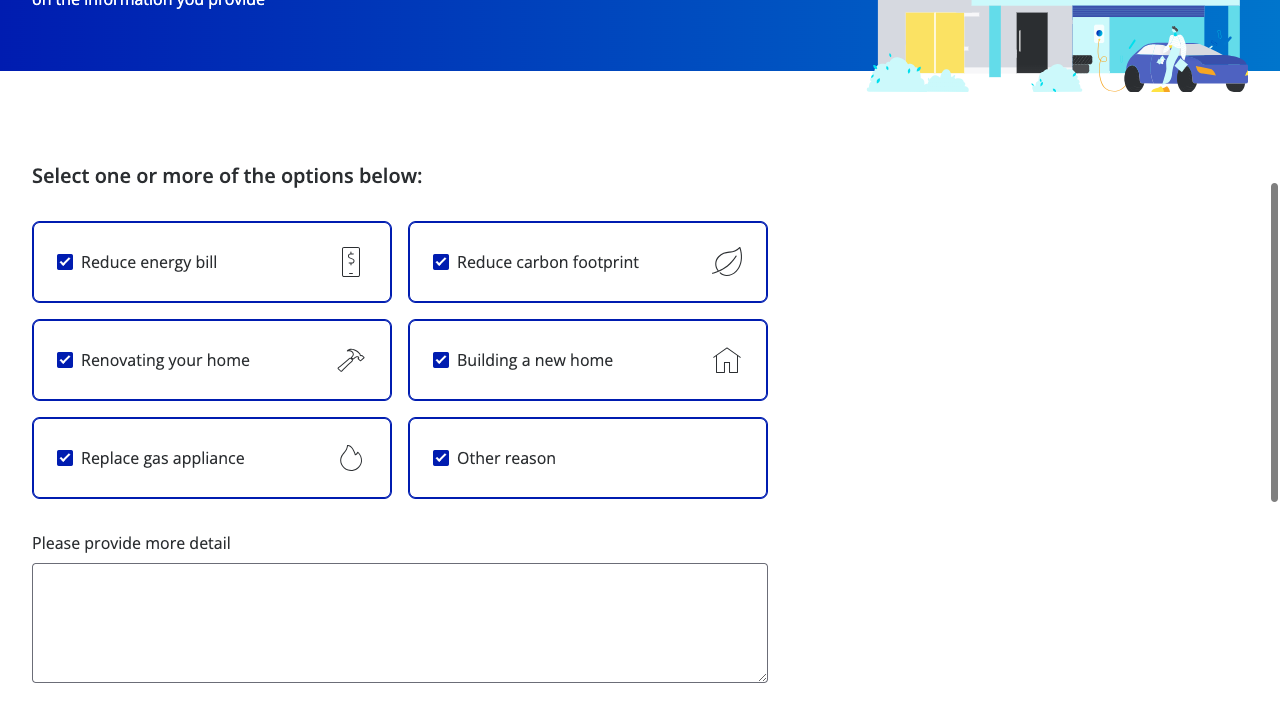 on the information you provide
Select one or more of the options below:
Reduce energy bill
Reduce carbon footprint
Renovating your home
Building a new home
Replace gas appliance
Other reason
Please provide more detail